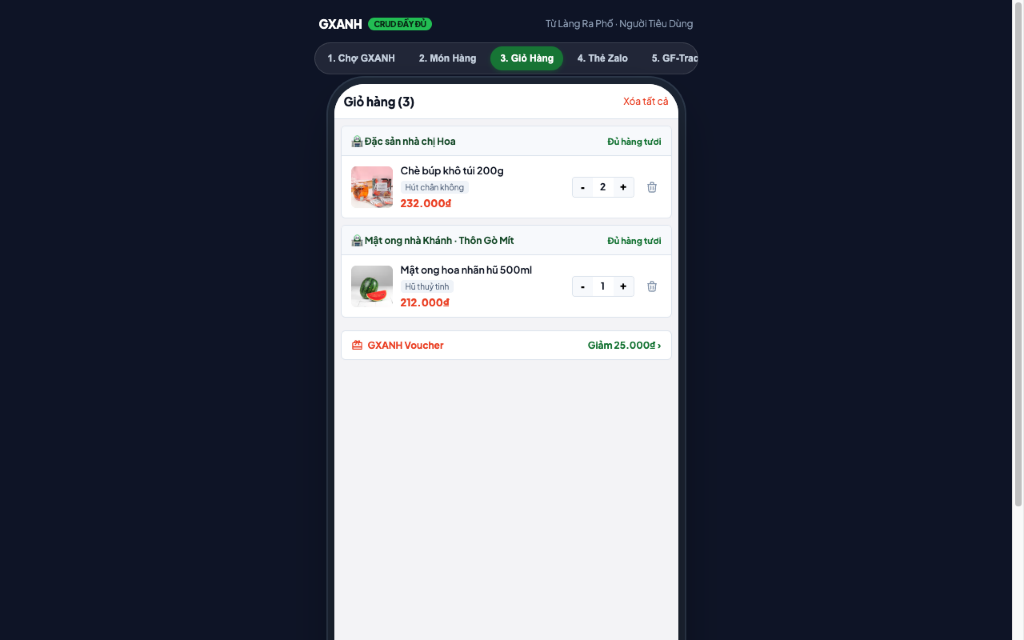 GXANH CRUD ĐẦY ĐỦ
Từ Làng Ra Phố · Người Tiêu Dùng
1. Chợ GXANH 2. Món Hàng 3. Giỏ Hàng 4. Thẻ Zalo 5. GF-Trac
Giỏ hàng (3) Xóa tất cả
Đặc sản nhà chị Hoa Đủ hàng tươi
Chè búp khô túi 200g
Hút chân không
232.000₫
- 2 +
Mật ong nhà Khánh · Thôn Gò Mít Đủ hàng tươi
Mật ong hoa nhãn hũ 500ml
Hũ thuỷ tinh
212.000₫
- 1 +
GXANH Voucher Giảm 25.000₫ ›